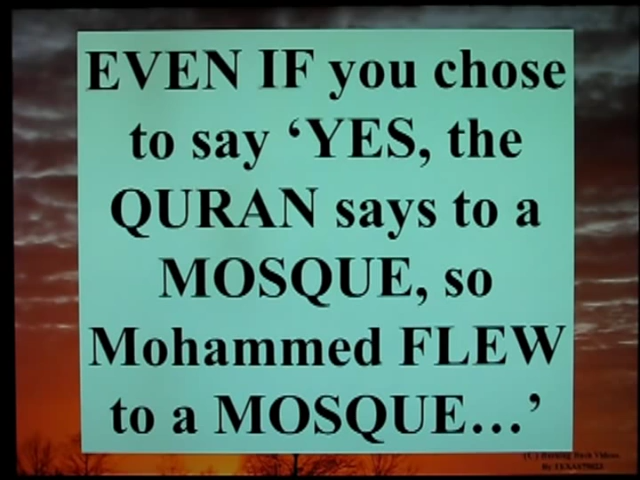 EVEN IF you chose
to say ‘YES, the
QURAN says to a
MOSQUE, so
Mohammed FLEW
to a MOSQUE…’